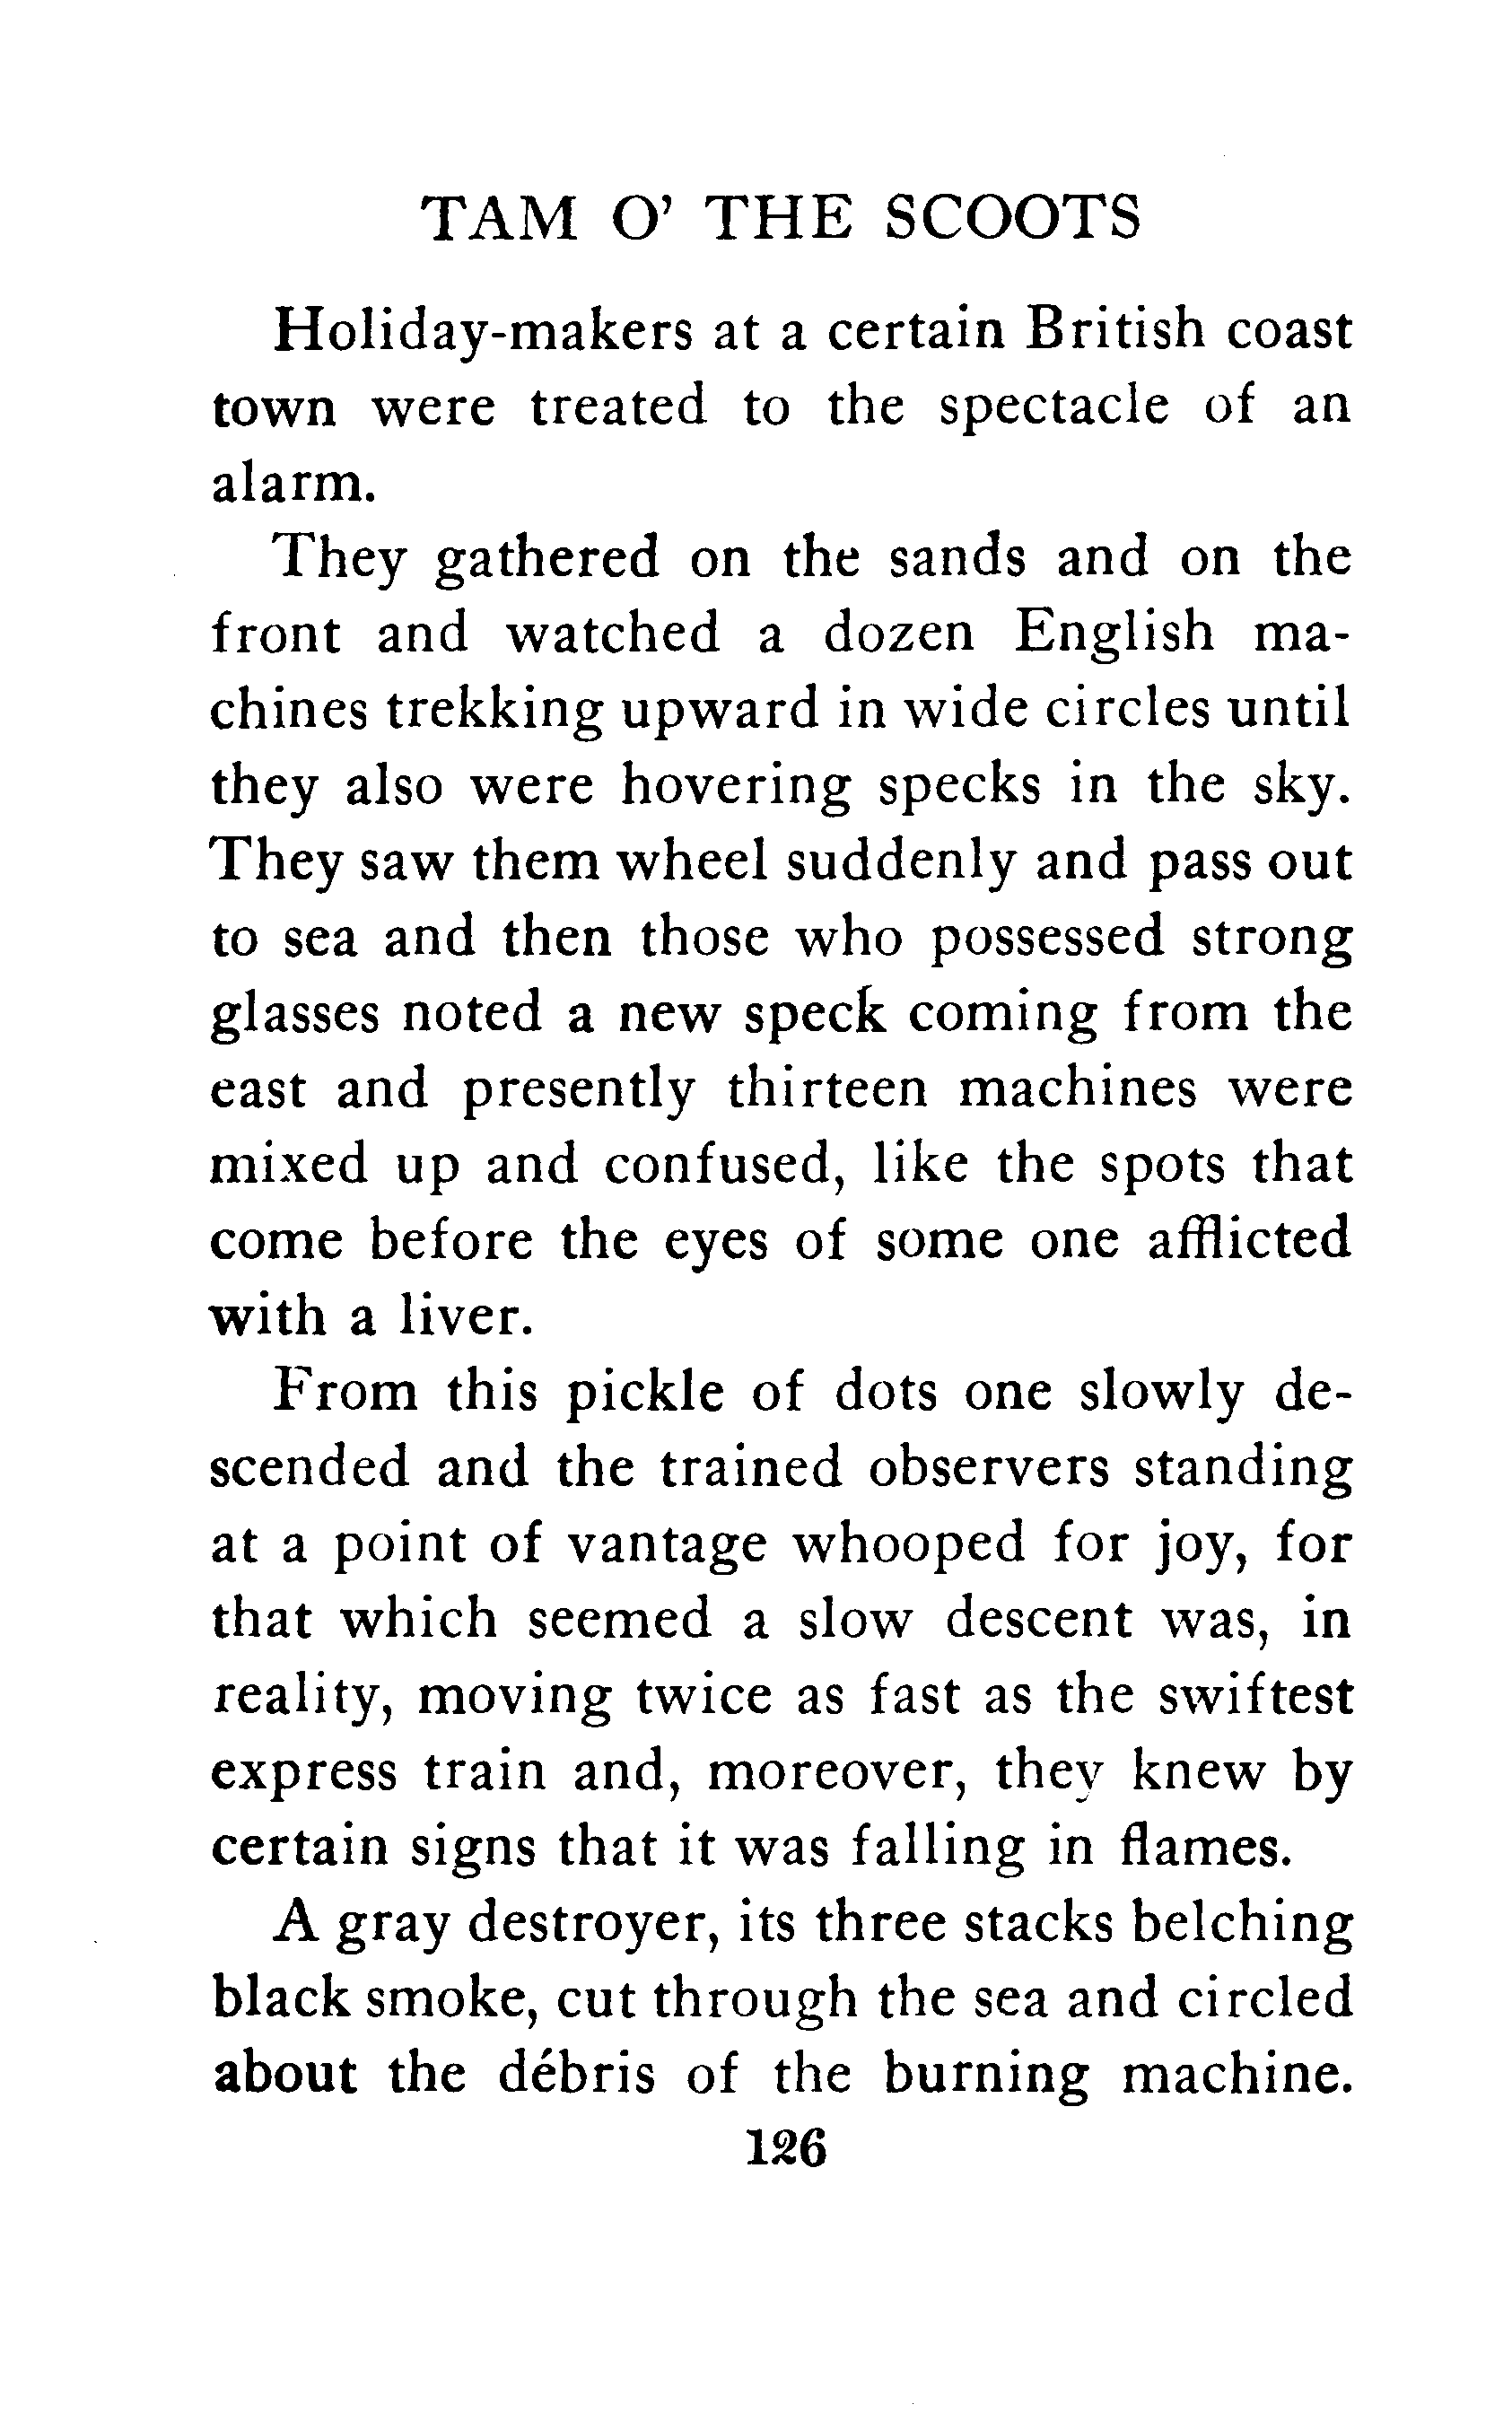 TAM O' THE SCOOTS
Holiday-makers at a certain British coast
town were treated to the spectacle of an
alarm.
They gathered on the sands and on the
front and watched a dozen English ma-
chines trekking upward in wide circles until
they also were hovering specks in the sky.
They saw them wheel suddenly and pass out
to sea and then those who possessed strong
glasses noted a new speck coming from the
east and presently thirteen machines were
mixed up and confused, like the spots that
come before the eyes of some one afflicted
with a liver.
From this pickle of dots one slowly de-
scended and the trained observers standing
at a point of vantage whooped for joy, for
that which seemed a slow descent was, in
reality, moving twice as fast as the swiftest
express train and, moreover, they knew by
certain signs that it was falling in flames.
A gray destroyer, its three stacks belching
black smoke, cut through the sea and circled
about the débris of the burning machine.
126